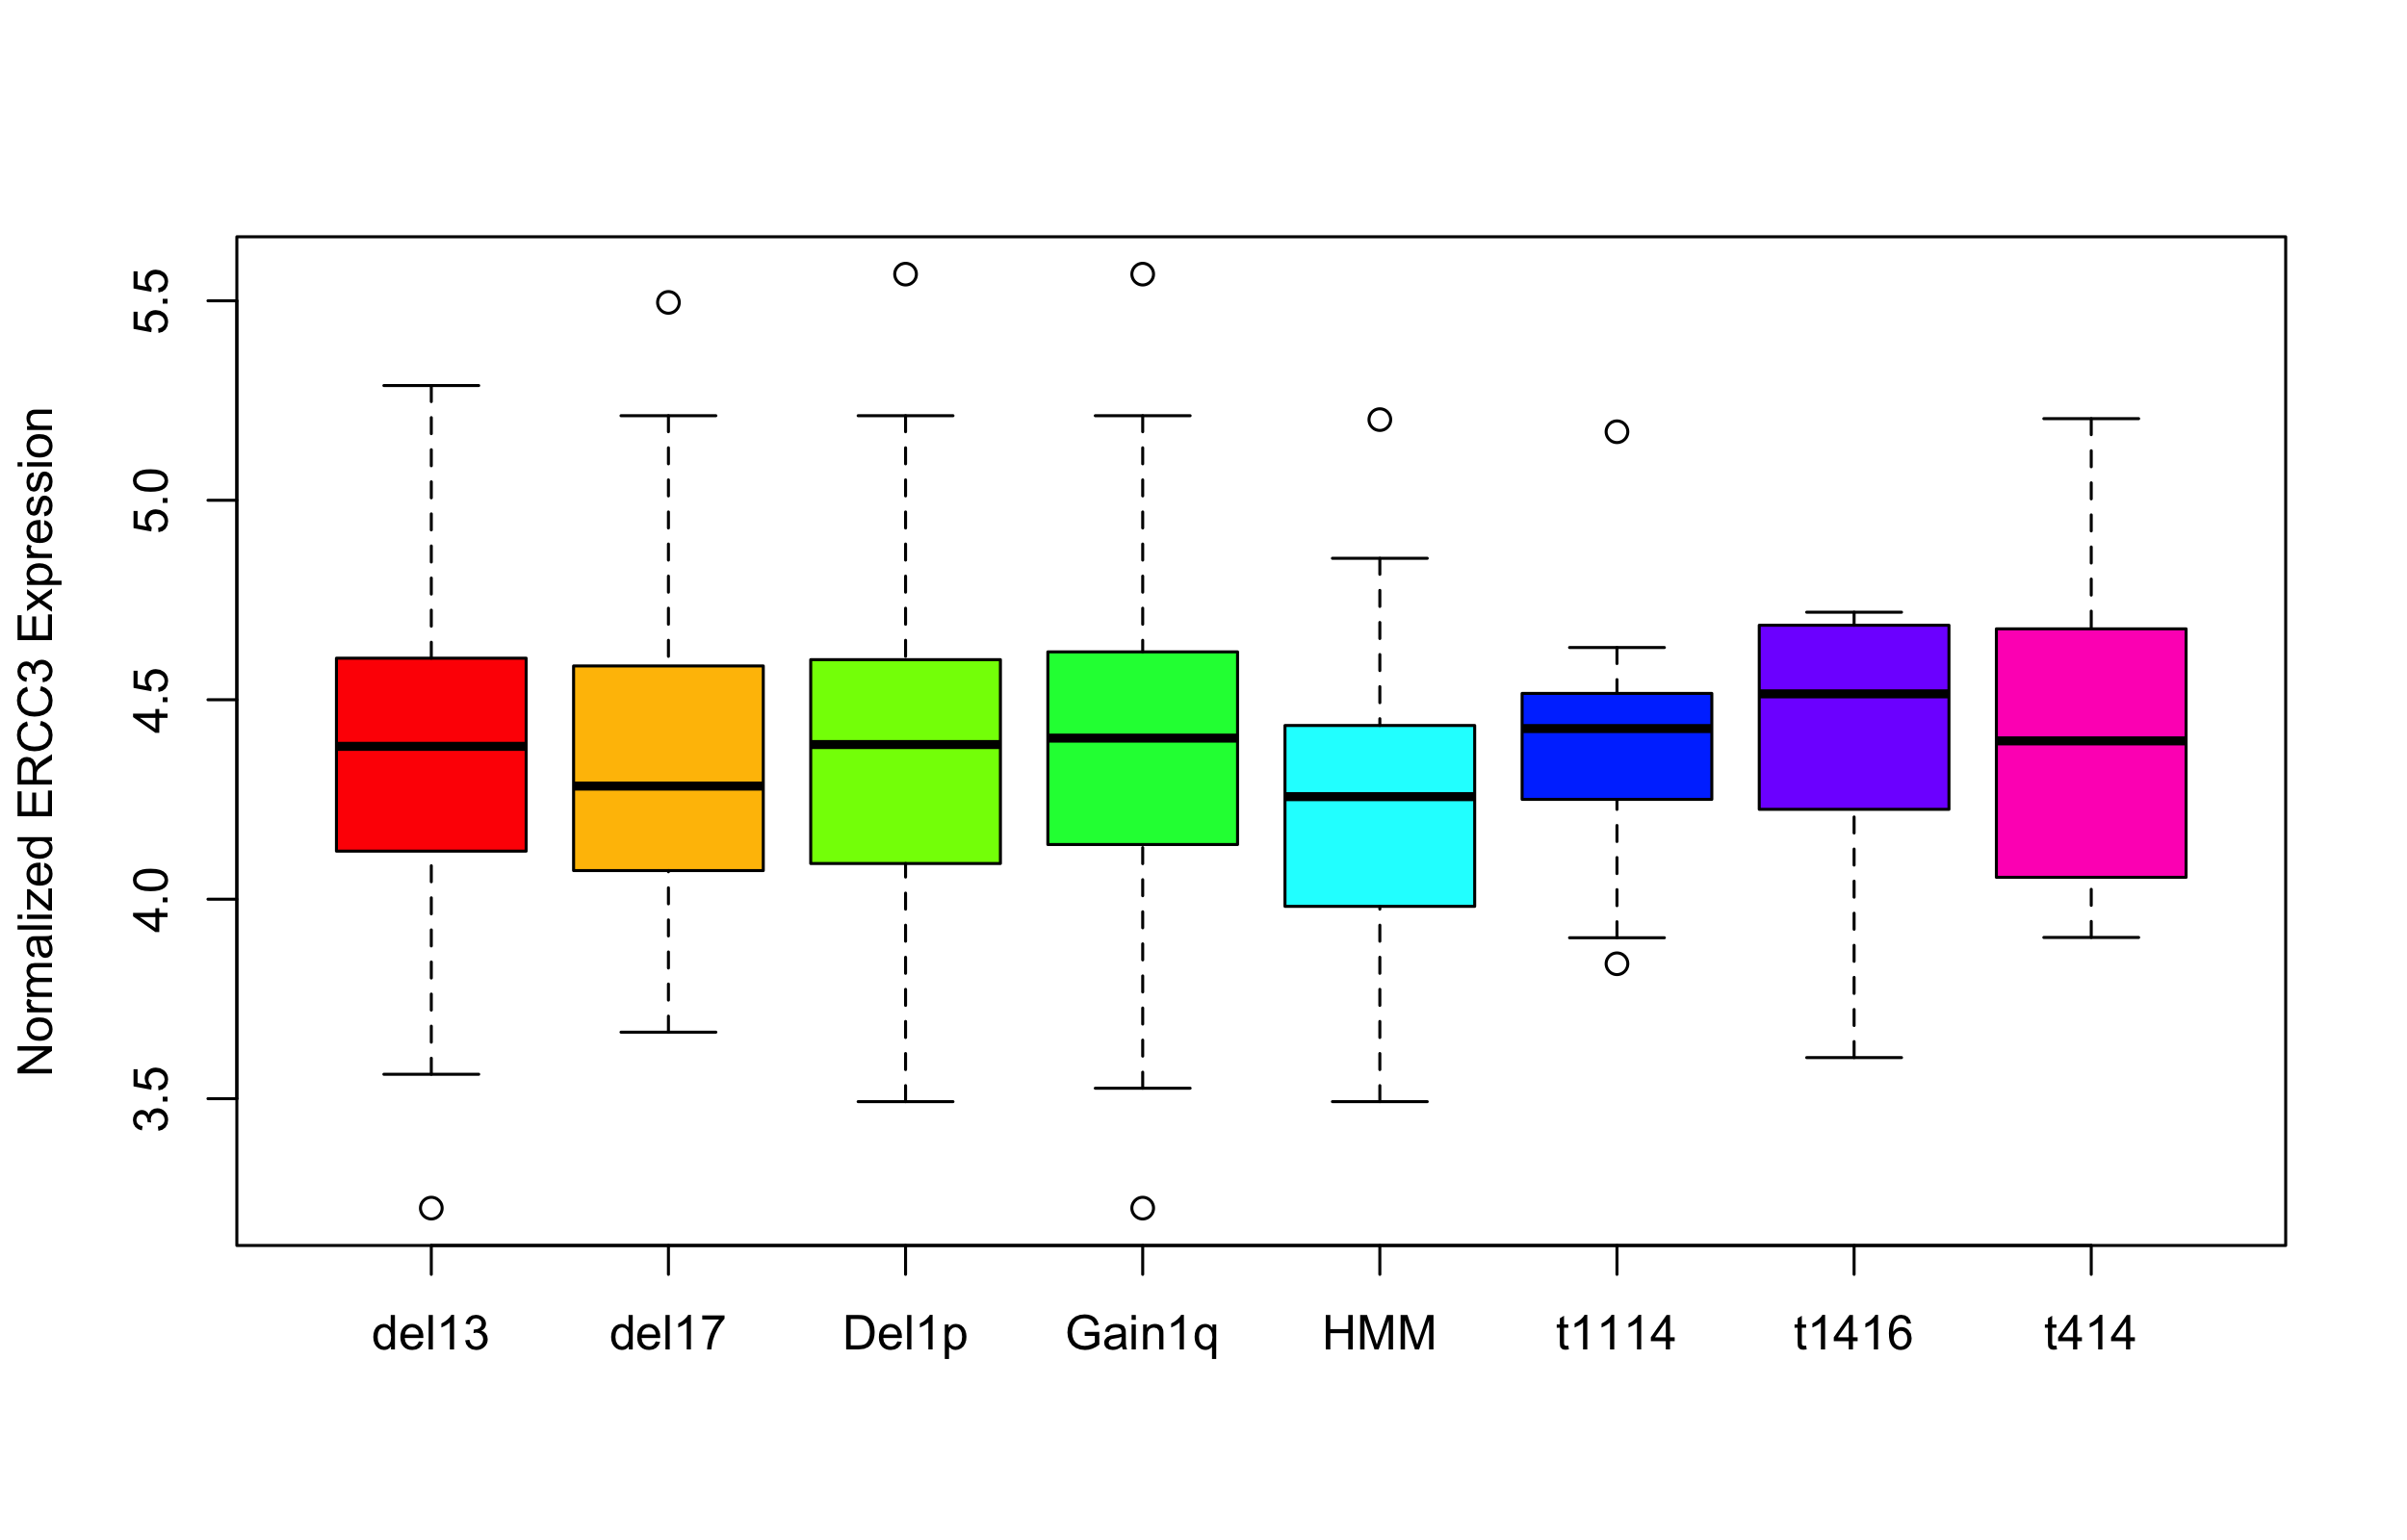 Normalized ERCC3 Expression
5.5
5.0
4.5
4.0
3.5
del13 del17 Del1p Gain1q HMM t1114 t1416 t414